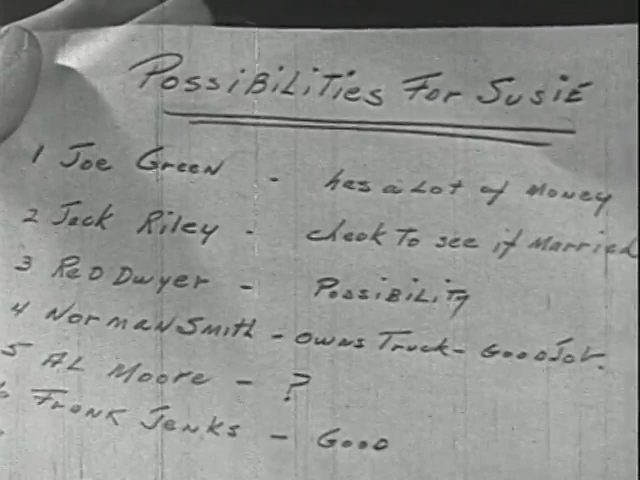 Possibilities For Susie
1 Joe Green - has a Lot of Money
2 Jack Riley - check To see if Married
3 Red Dwyer - Possibility
4 Norman Smith - owns Truck - Good Job.
5 Al Moore - ?
6 Frank Jenks - Good